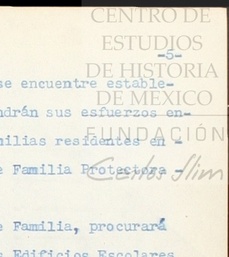 CENTRO DE
ESTUDIOS
-5-
DE HISTORIA
se encuentre estable-
DE MEXICO
ndrán sus esfuerzos en-
FUNDACIÓN
milias residentes en -
Carlos Slim
e Familia Protectora -
e Familia, procurará
s Edificios Escolares